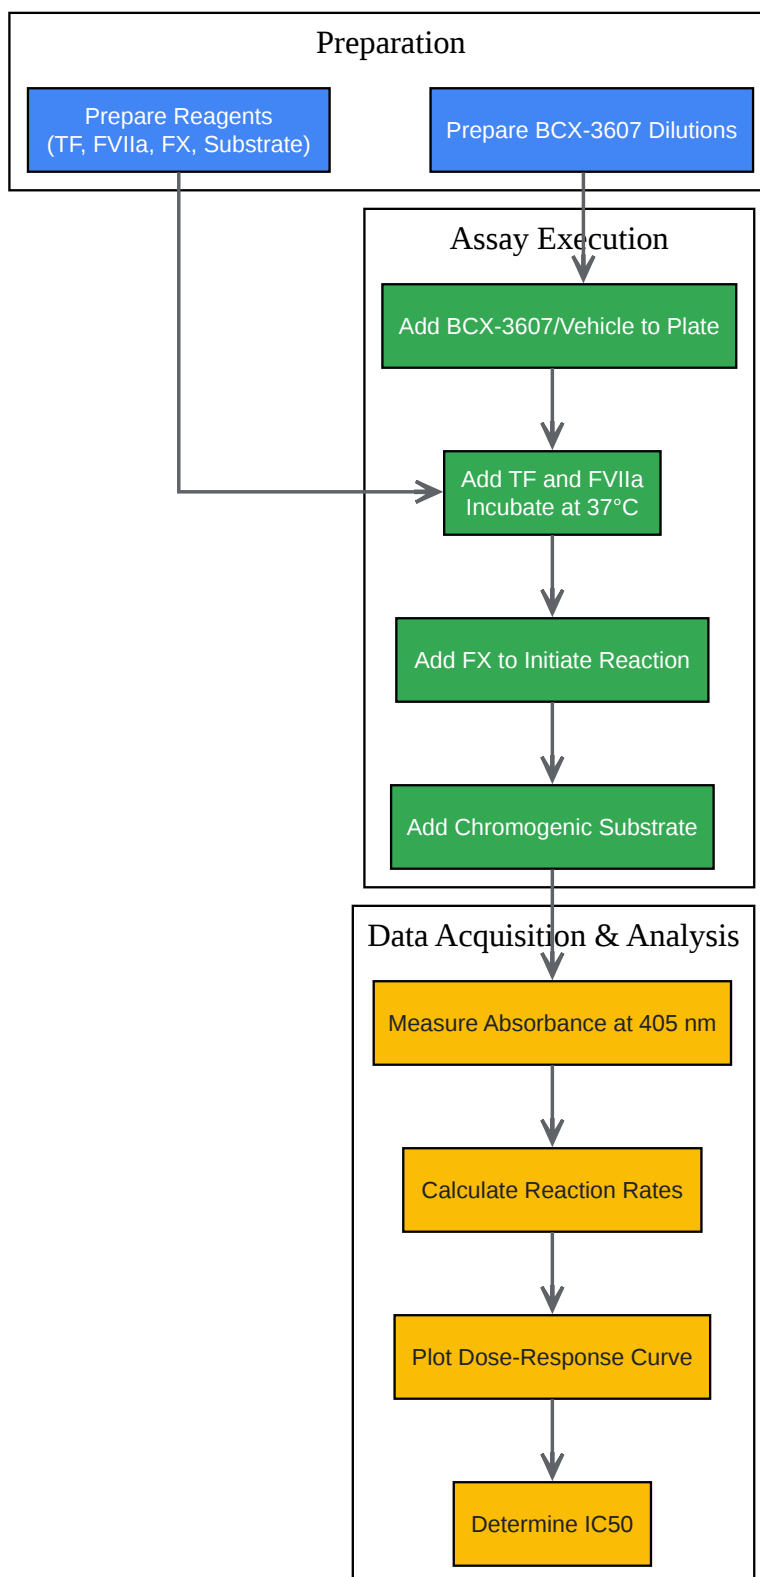 Preparation
Prepare Reagents
(TF, FVIIa, FX, Substrate)
Prepare BCX-3607 Dilutions
Assay Execution
Add BCX-3607/Vehicle to Plate
Add TF and FVIIa
Incubate at 37°C
Add FX to Initiate Reaction
Add Chromogenic Substrate
Data Acquisition & Analysis
Measure Absorbance at 405 nm
Calculate Reaction Rates
Plot Dose-Response Curve
Determine IC50